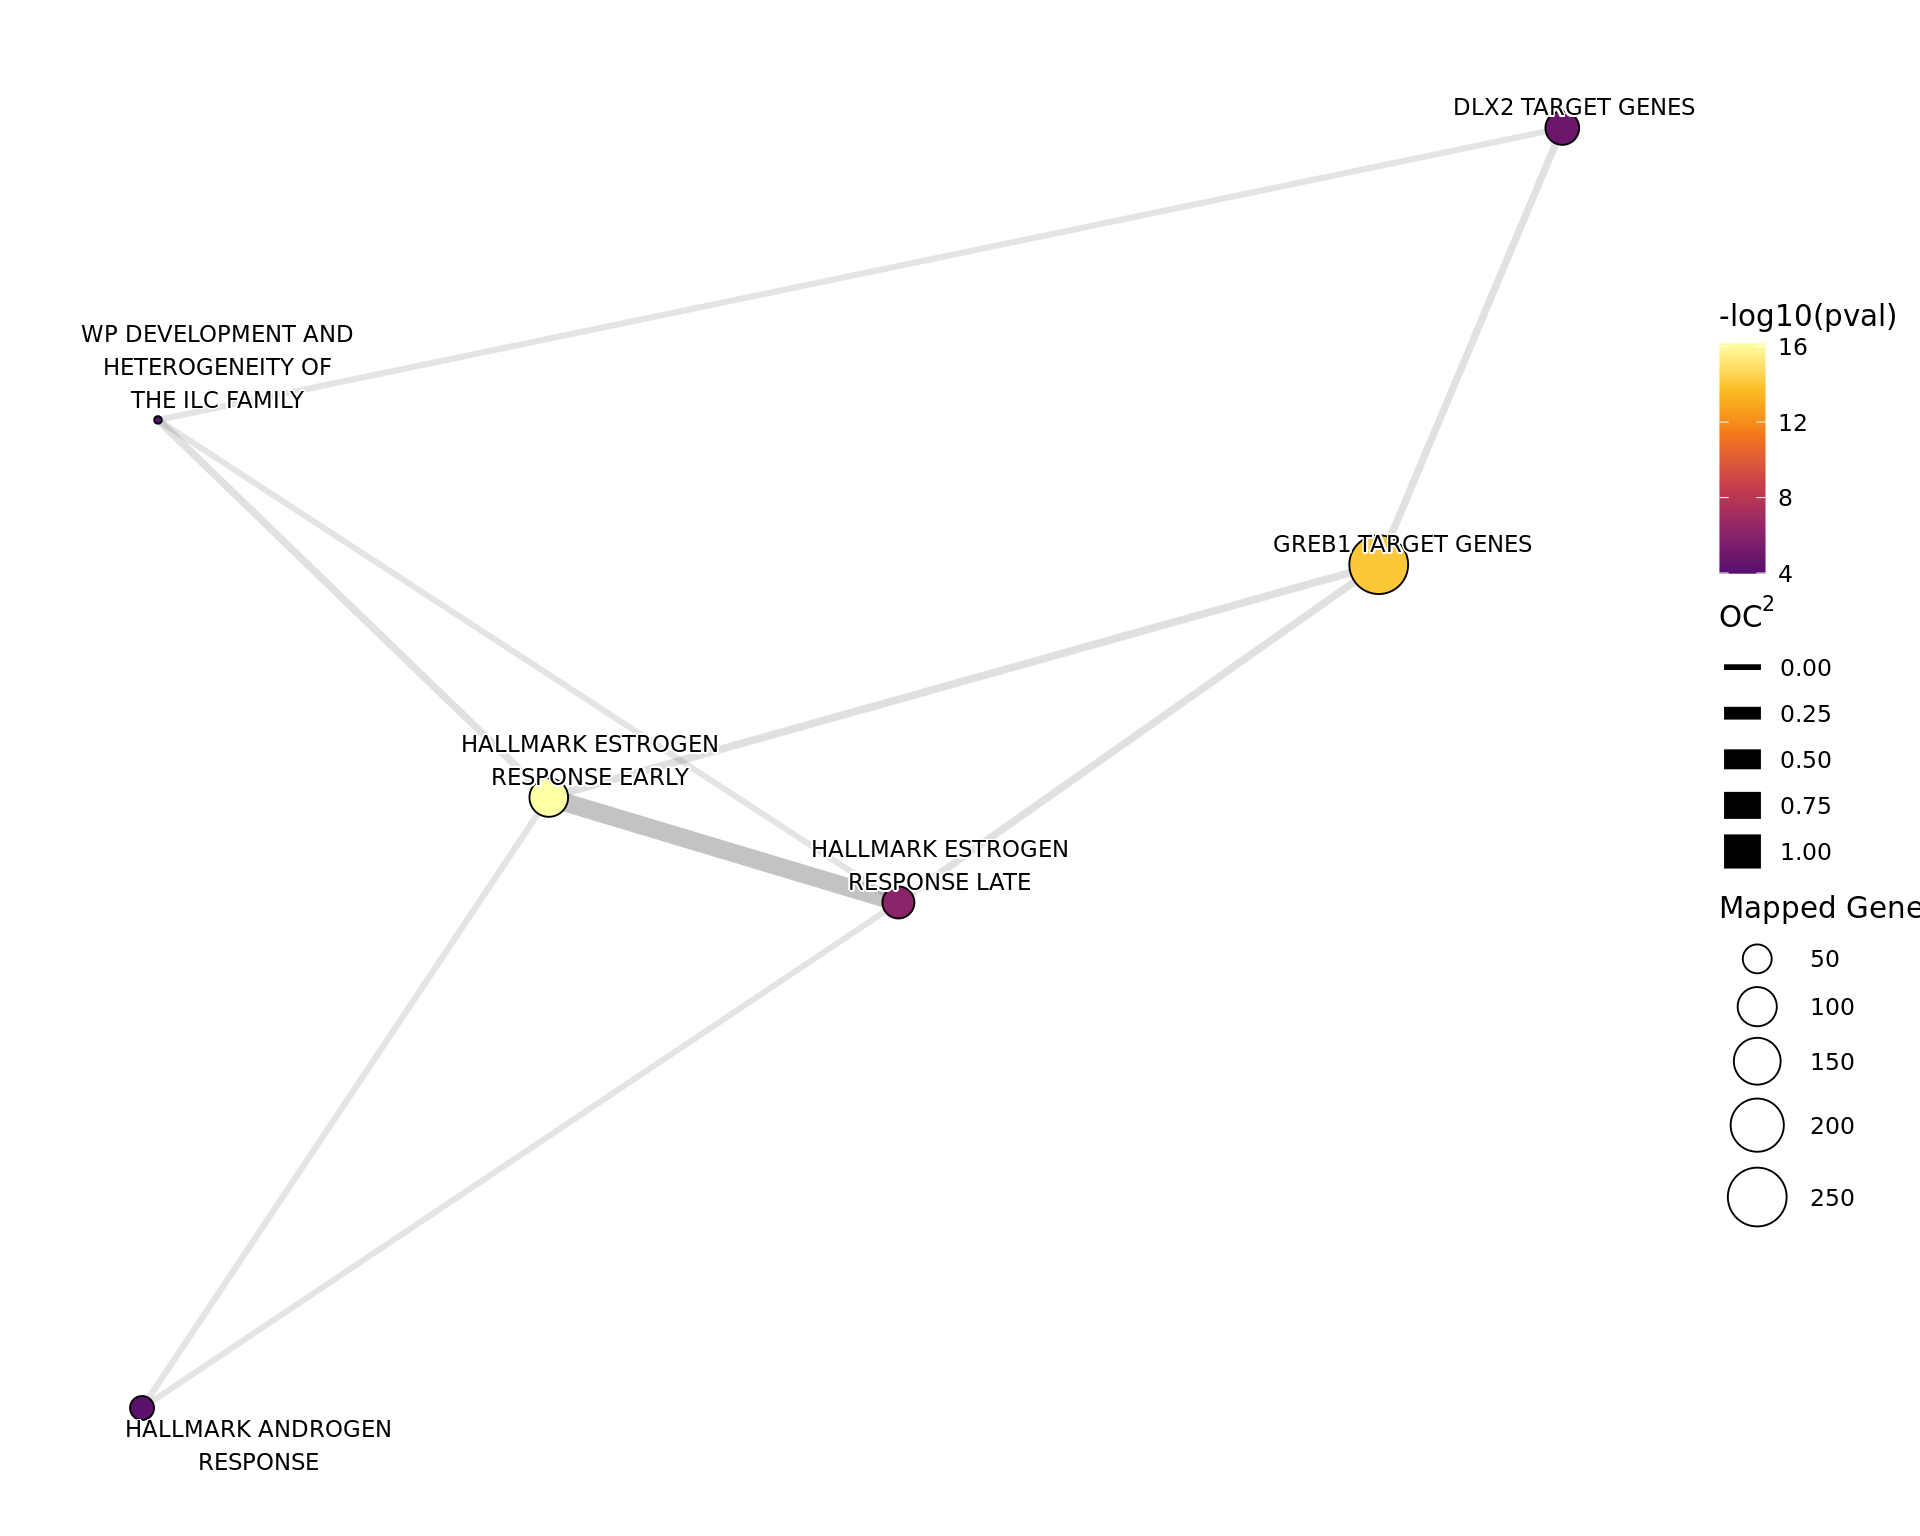 DLX2 TARGET GENES
WP DEVELOPMENT AND
HETEROGENEITY OF
THE ILC FAMILY
GREB1 TARGET GENES
HALLMARK ESTROGEN
RESPONSE EARLY
HALLMARK ESTROGEN
RESPONSE LATE
HALLMARK ANDROGEN
RESPONSE
-log10(pval)
16
12
8
4
OC²
0.00
0.25
0.50
0.75
1.00
Mapped Gene
50
100
150
200
250